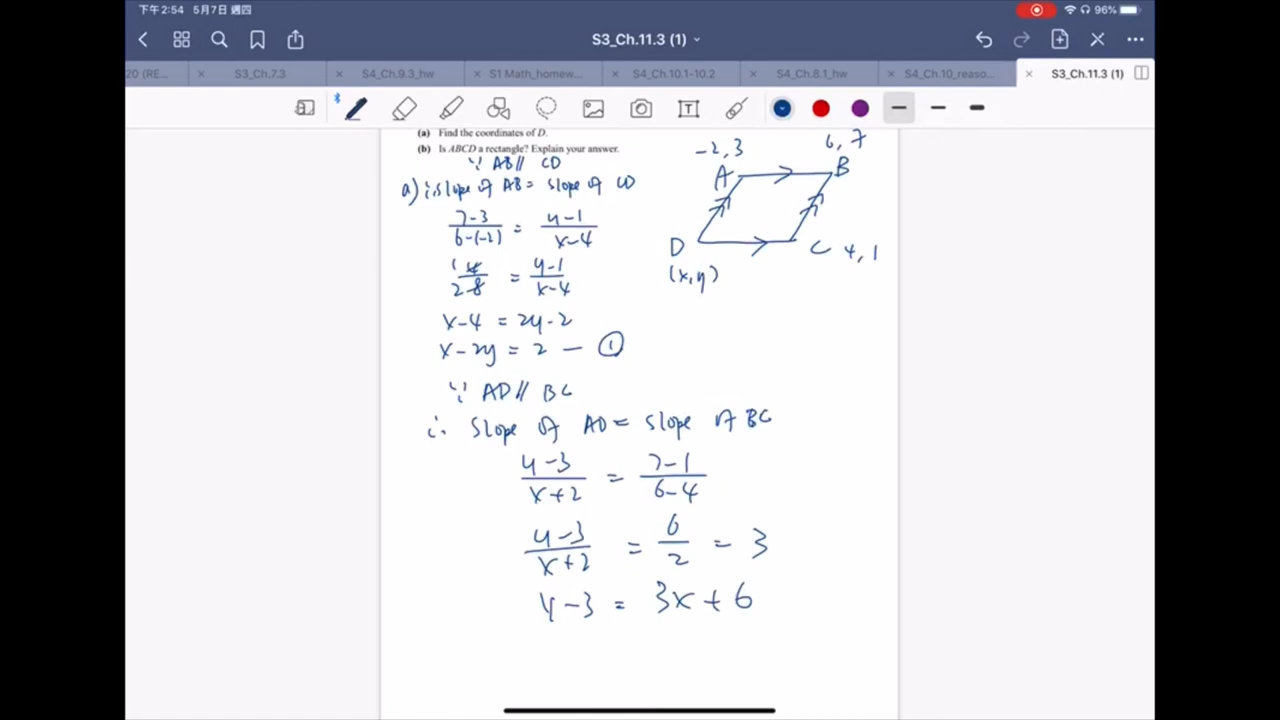 下午2:54 5月7日 週四
96%
S3_Ch.11.3 (1)
20 (RE... S3_Ch.7.3 S4_Ch.9.3_hw S1 Math_homew... S4_Ch.10.1-10.2 S4_Ch.8.1_hw S4_Ch.10_reaso... S3_Ch.11.3 (1)
(a) Find the coordinates of D.
(b) Is ABCD a rectangle? Explain your answer.
∵ AB // CD
a) ∴ slope of AB = slope of CD
7-3/6-(-2) = y-1/x-4
1 4/2 8 = y-1/x-4
x-4 = 2y-2
x-2y = 2 — ①
∵ AD // BC
∴ Slope of AD = slope of BC
y-3/x+2 = 7-1/6-4
y-3/x+2 = 6/2 = 3
y-3 = 3x+6
-2,3
6,7
A
B
D
C 4,1
(x,y)